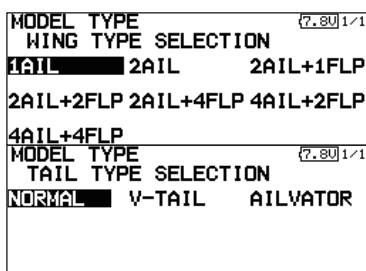 MODEL TYPE 7.8V 1/1
WING TYPE SELECTION
1AIL 2AIL 2AIL+1FLP
2AIL+2FLP 2AIL+4FLP 4AIL+2FLP
4AIL+4FLP
MODEL TYPE 7.8V 1/1
TAIL TYPE SELECTION
NORMAL V-TAIL AILVATOR